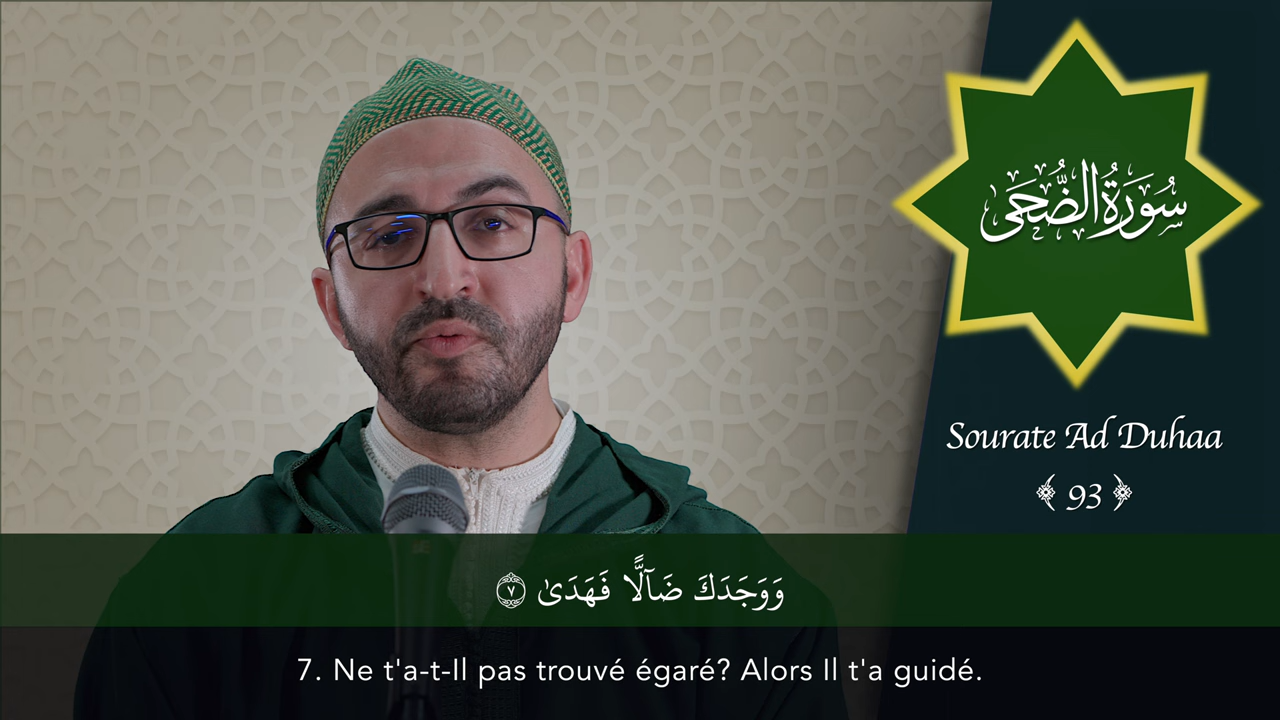 سُورَةُ الضُّحَى
Sourate Ad Duhaa
93
وَوَجَدَكَ ضَآلًّا فَهَدَىٰ ٧
7. Ne t'a-t-Il pas trouvé égaré? Alors Il t'a guidé.